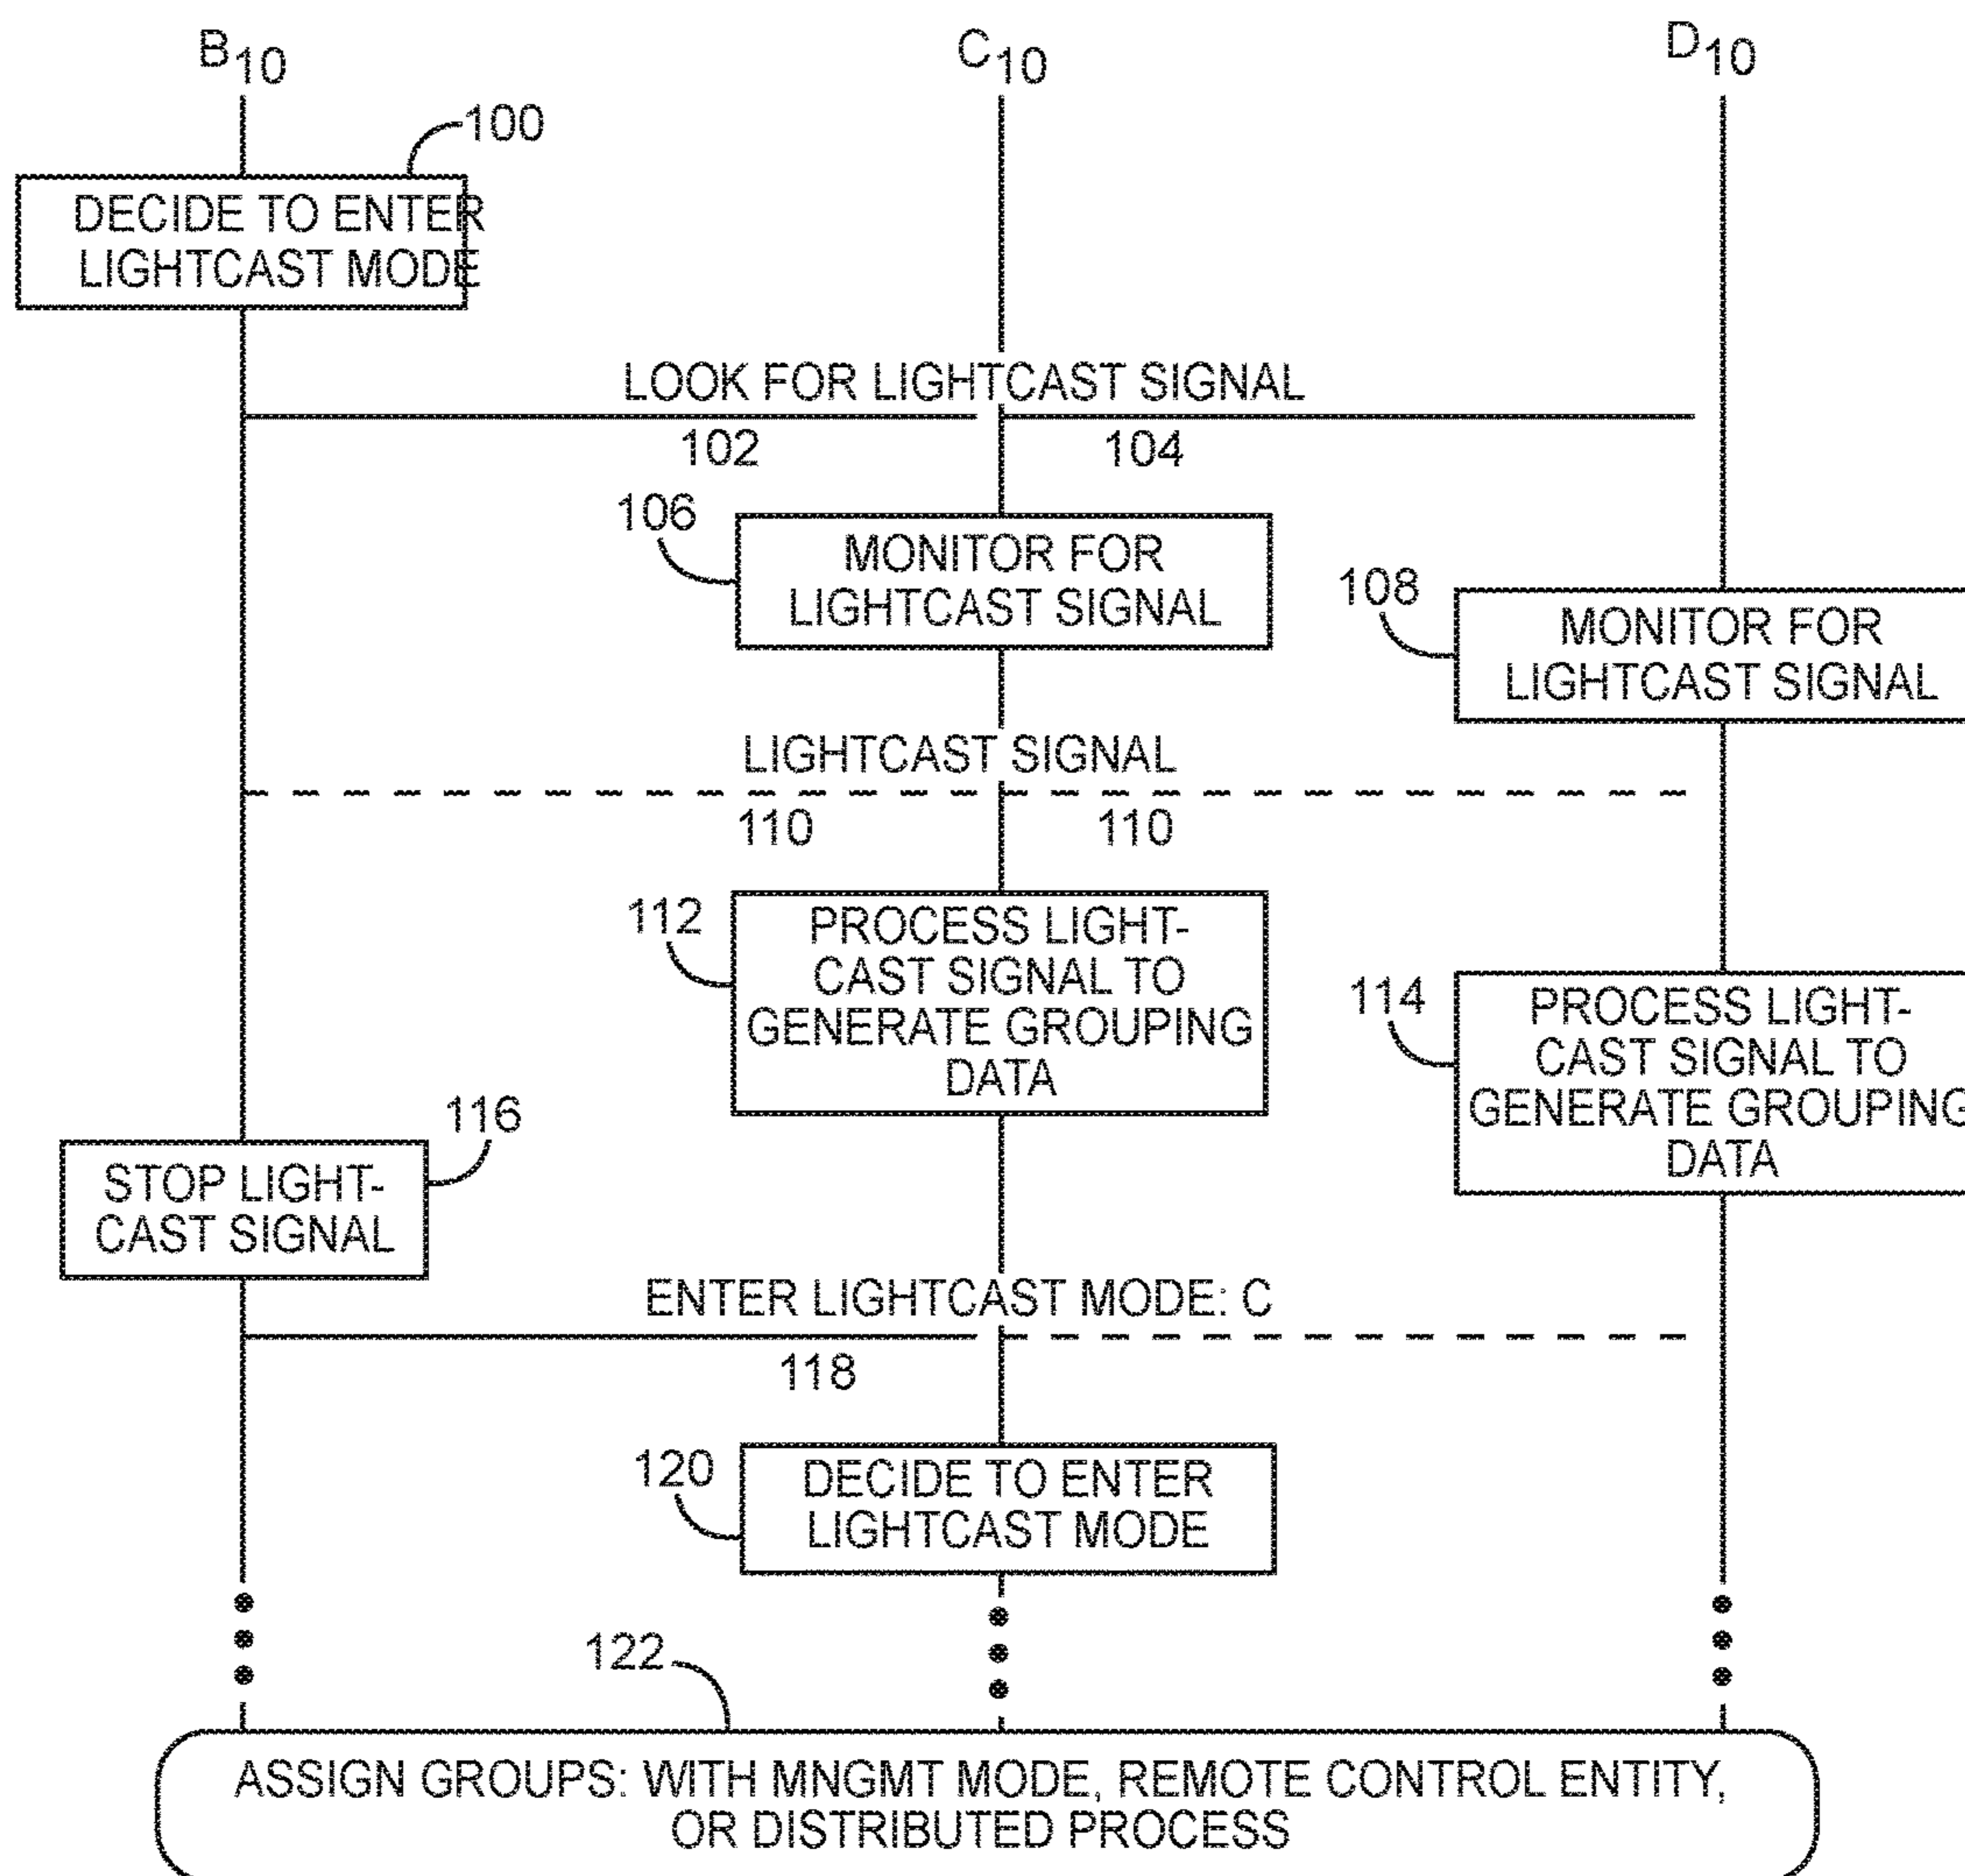 B10
C10
D10
100
DECIDE TO ENTER
LIGHTCAST MODE
LOOK FOR LIGHTCAST SIGNAL
102
104
106
MONITOR FOR
LIGHTCAST SIGNAL
108
MONITOR FOR
LIGHTCAST SIGNAL
LIGHTCAST SIGNAL
110
110
112
PROCESS LIGHT-
CAST SIGNAL TO
GENERATE GROUPING
DATA
114
PROCESS LIGHT-
CAST SIGNAL TO
GENERATE GROUPING
DATA
116
STOP LIGHT-
CAST SIGNAL
ENTER LIGHTCAST MODE: C
118
120
DECIDE TO ENTER
LIGHTCAST MODE
122
ASSIGN GROUPS: WITH MNGMT MODE, REMOTE CONTROL ENTITY,
OR DISTRIBUTED PROCESS